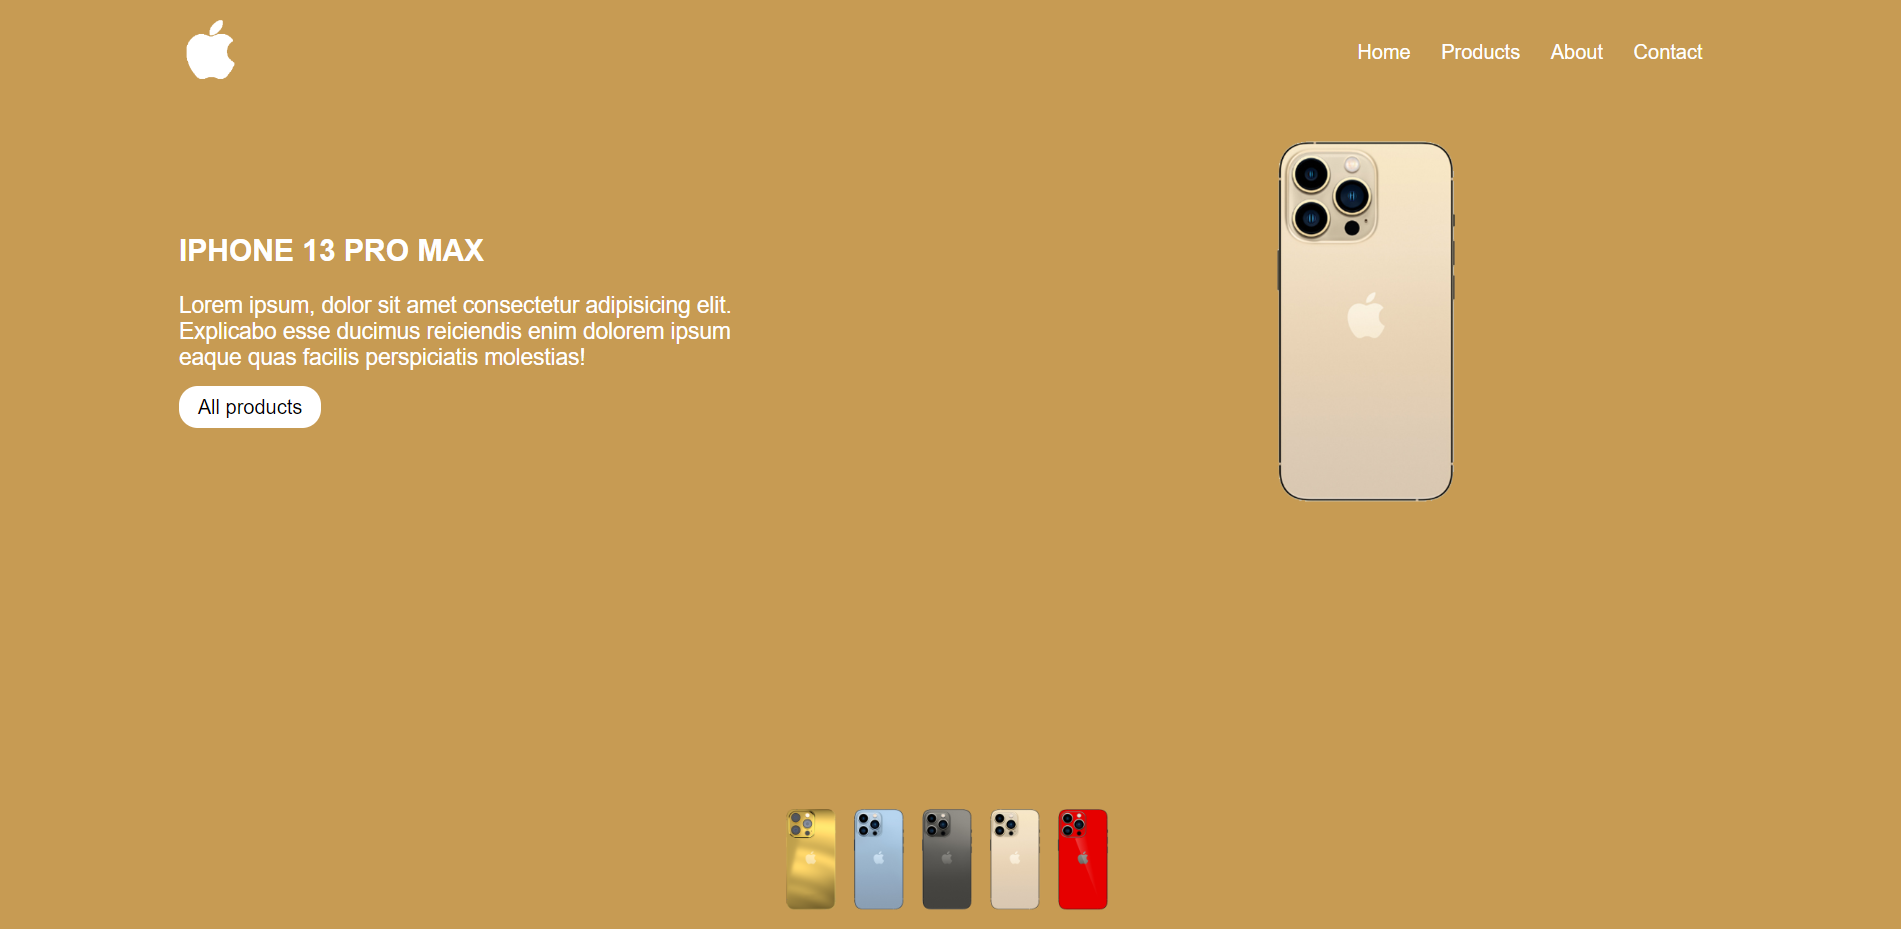 Home Products About Contact
IPHONE 13 PRO MAX
Lorem ipsum, dolor sit amet consectetur adipisicing elit.
Explicabo esse ducimus reiciendis enim dolorem ipsum
eaque quas facilis perspiciatis molestias!
All products